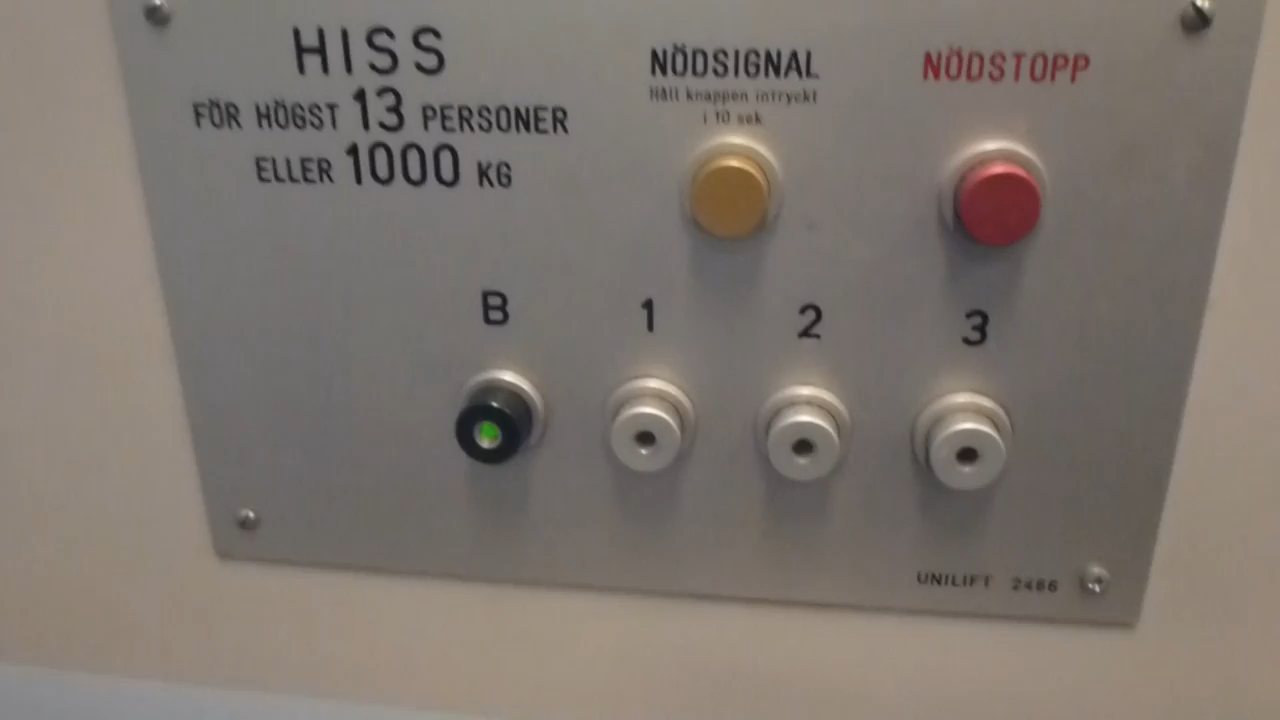 HISS
FÖR HÖGST 13 PERSONER
ELLER 1000 KG
NÖDSIGNAL
Håll knappen intryckt
i 10 sek
NÖDSTOPP
B 1 2 3
UNILIFT 2466